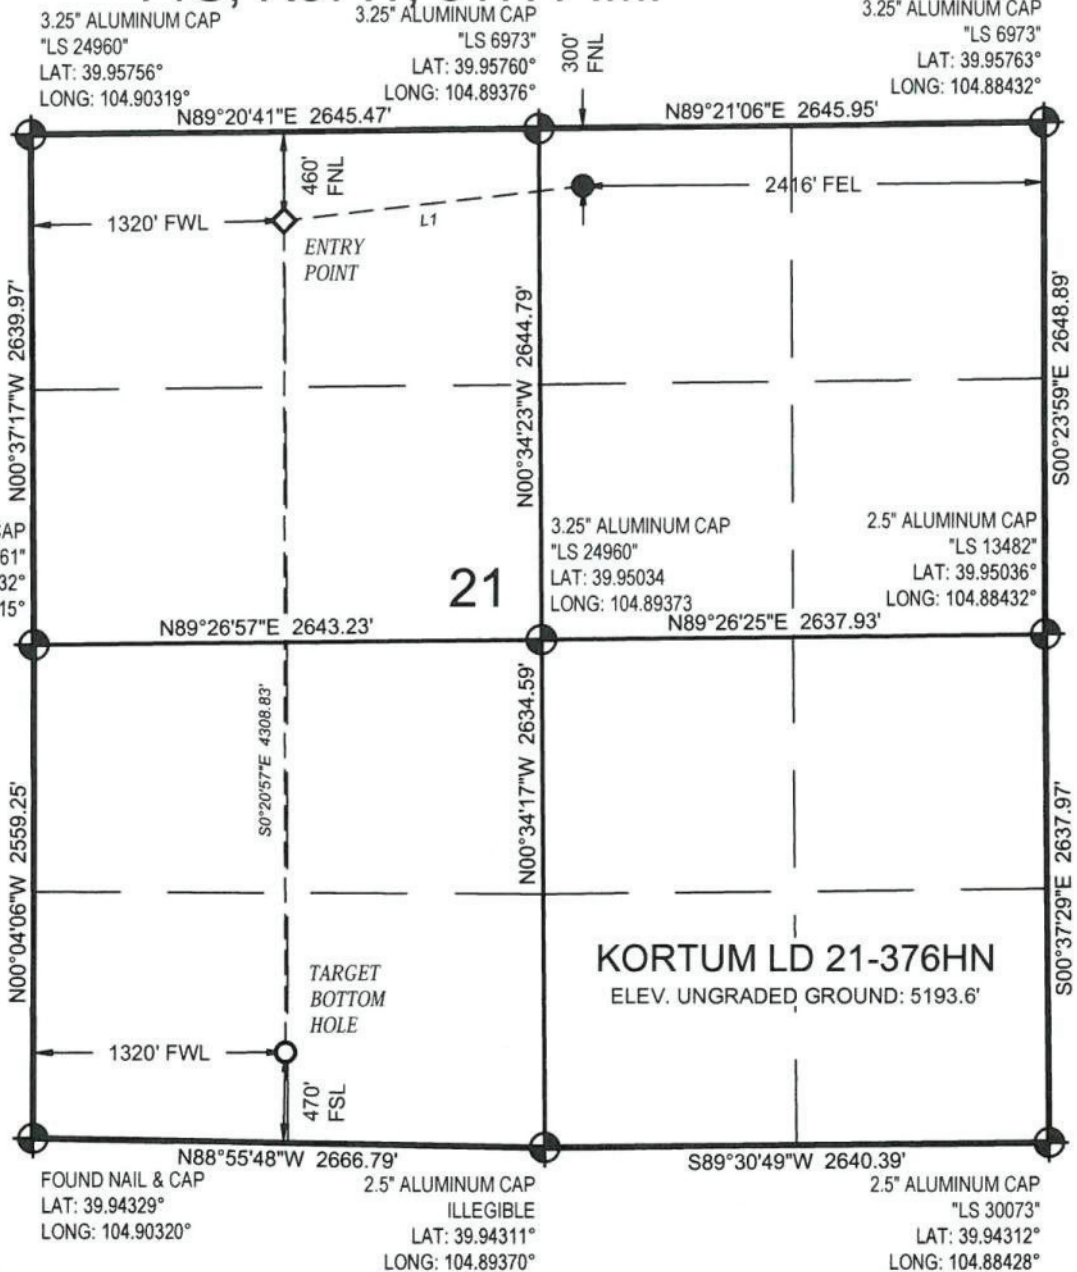 3.25" ALUMINUM CAP
"LS 24960"
LAT: 39.95756°
LONG: 104.90319°
3.25" ALUMINUM CAP
"LS 6973"
LAT: 39.95760°
LONG: 104.89376°
300'
FNL
3.25" ALUMINUM CAP
"LS 6973"
LAT: 39.95763°
LONG: 104.88432°
N89°20'41"E 2645.47'
N89°21'06"E 2645.95'
460'
FNL
1320' FWL
L1
2416' FEL
ENTRY
POINT
N00°37'17"W 2639.97'
N00°34'23"W 2644.79'
S00°23'59"E 2648.89'
CAP
61"
32°
15°
21
3.25" ALUMINUM CAP
"LS 24960"
LAT: 39.95034
LONG: 104.89373
2.5" ALUMINUM CAP
"LS 13482"
LAT: 39.95036°
LONG: 104.88432°
N89°26'57"E 2643.23'
N89°26'25"E 2637.93'
S0°20'57"E 4308.83'
N00°04'06"W 2559.25'
N00°34'17"W 2634.59'
S00°37'29"E 2637.97'
KORTUM LD 21-376HN
ELEV. UNGRADED GROUND: 5193.6'
TARGET
BOTTOM
HOLE
1320' FWL
470'
FSL
N88°55'48"W 2666.79'
S89°30'49"W 2640.39'
FOUND NAIL & CAP
LAT: 39.94329°
LONG: 104.90320°
2.5" ALUMINUM CAP
ILLEGIBLE
LAT: 39.94311°
LONG: 104.89370°
2.5" ALUMINUM CAP
"LS 30073"
LAT: 39.94312°
LONG: 104.88428°